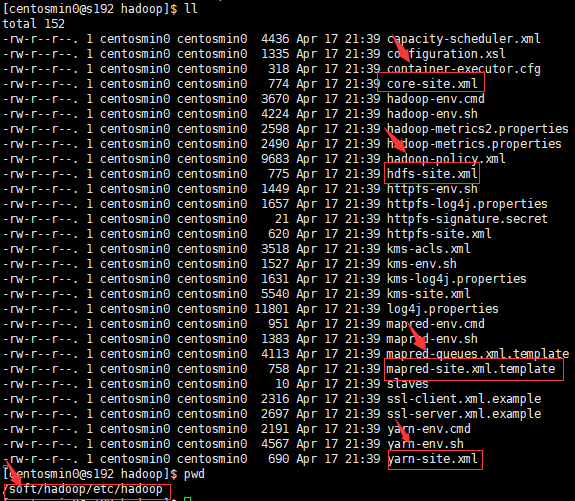 [centosmin0@s192 hadoop]$ ll
total 152
-rw-r--r--. 1 centosmin0 centosmin0 4436 Apr 17 21:39 capacity-scheduler.xml
-rw-r--r--. 1 centosmin0 centosmin0 1335 Apr 17 21:39 configuration.xsl
-rw-r--r--. 1 centosmin0 centosmin0 318 Apr 17 21:39 container-executor.cfg
-rw-r--r--. 1 centosmin0 centosmin0 774 Apr 17 21:39 core-site.xml
-rw-r--r--. 1 centosmin0 centosmin0 3670 Apr 17 21:39 hadoop-env.cmd
-rw-r--r--. 1 centosmin0 centosmin0 4224 Apr 17 21:39 hadoop-env.sh
-rw-r--r--. 1 centosmin0 centosmin0 2598 Apr 17 21:39 hadoop-metrics2.properties
-rw-r--r--. 1 centosmin0 centosmin0 2490 Apr 17 21:39 hadoop-metrics.properties
-rw-r--r--. 1 centosmin0 centosmin0 9683 Apr 17 21:39 hadoop-policy.xml
-rw-r--r--. 1 centosmin0 centosmin0 775 Apr 17 21:39 hdfs-site.xml
-rw-r--r--. 1 centosmin0 centosmin0 1449 Apr 17 21:39 httpfs-env.sh
-rw-r--r--. 1 centosmin0 centosmin0 1657 Apr 17 21:39 httpfs-log4j.properties
-rw-r--r--. 1 centosmin0 centosmin0 21 Apr 17 21:39 httpfs-signature.secret
-rw-r--r--. 1 centosmin0 centosmin0 620 Apr 17 21:39 httpfs-site.xml
-rw-r--r--. 1 centosmin0 centosmin0 3518 Apr 17 21:39 kms-acls.xml
-rw-r--r--. 1 centosmin0 centosmin0 1527 Apr 17 21:39 kms-env.sh
-rw-r--r--. 1 centosmin0 centosmin0 1631 Apr 17 21:39 kms-log4j.properties
-rw-r--r--. 1 centosmin0 centosmin0 5540 Apr 17 21:39 kms-site.xml
-rw-r--r--. 1 centosmin0 centosmin0 11801 Apr 17 21:39 log4j.properties
-rw-r--r--. 1 centosmin0 centosmin0 951 Apr 17 21:39 mapred-env.cmd
-rw-r--r--. 1 centosmin0 centosmin0 1383 Apr 17 21:39 mapred-env.sh
-rw-r--r--. 1 centosmin0 centosmin0 4113 Apr 17 21:39 mapred-queues.xml.template
-rw-r--r--. 1 centosmin0 centosmin0 758 Apr 17 21:39 mapred-site.xml.template
-rw-r--r--. 1 centosmin0 centosmin0 10 Apr 17 21:39 slaves
-rw-r--r--. 1 centosmin0 centosmin0 2316 Apr 17 21:39 ssl-client.xml.example
-rw-r--r--. 1 centosmin0 centosmin0 2697 Apr 17 21:39 ssl-server.xml.example
-rw-r--r--. 1 centosmin0 centosmin0 2191 Apr 17 21:39 yarn-env.cmd
-rw-r--r--. 1 centosmin0 centosmin0 4567 Apr 17 21:39 yarn-env.sh
-rw-r--r--. 1 centosmin0 centosmin0 690 Apr 17 21:39 yarn-site.xml
[centosmin0@s192 hadoop]$ pwd
/soft/hadoop/etc/hadoop